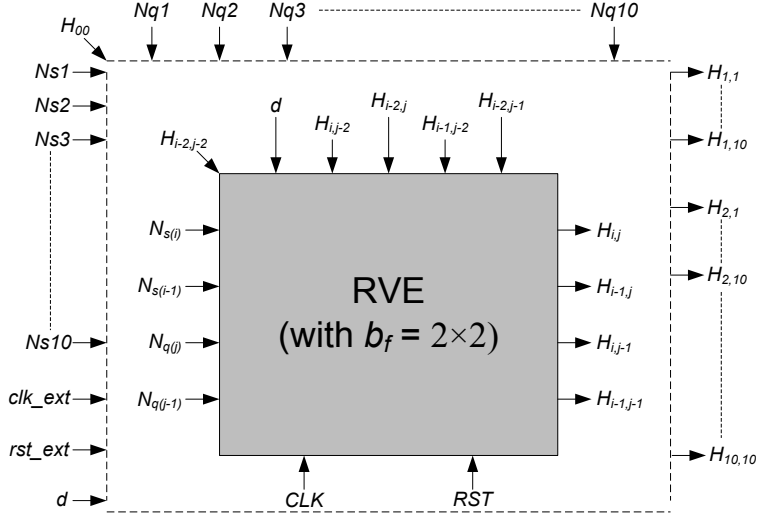 Nq1 Nq2 Nq3 Nq10
H00
Ns1 H1,1
Ns2
Ns3 H1,10
d Hi,j-2 Hi-2,j Hi-1,j-2 Hi-2,j-1
Hi-2,j-2
H2,1
Ns(i) Hi,j
H2,10
Ns(i-1) RVE Hi-1,j
(with bf = 2×2)
Ns10 Nq(j) Hi,j-1
clk_ext Nq(j-1) Hi-1,j-1
rst_ext H10,10
d CLK RST